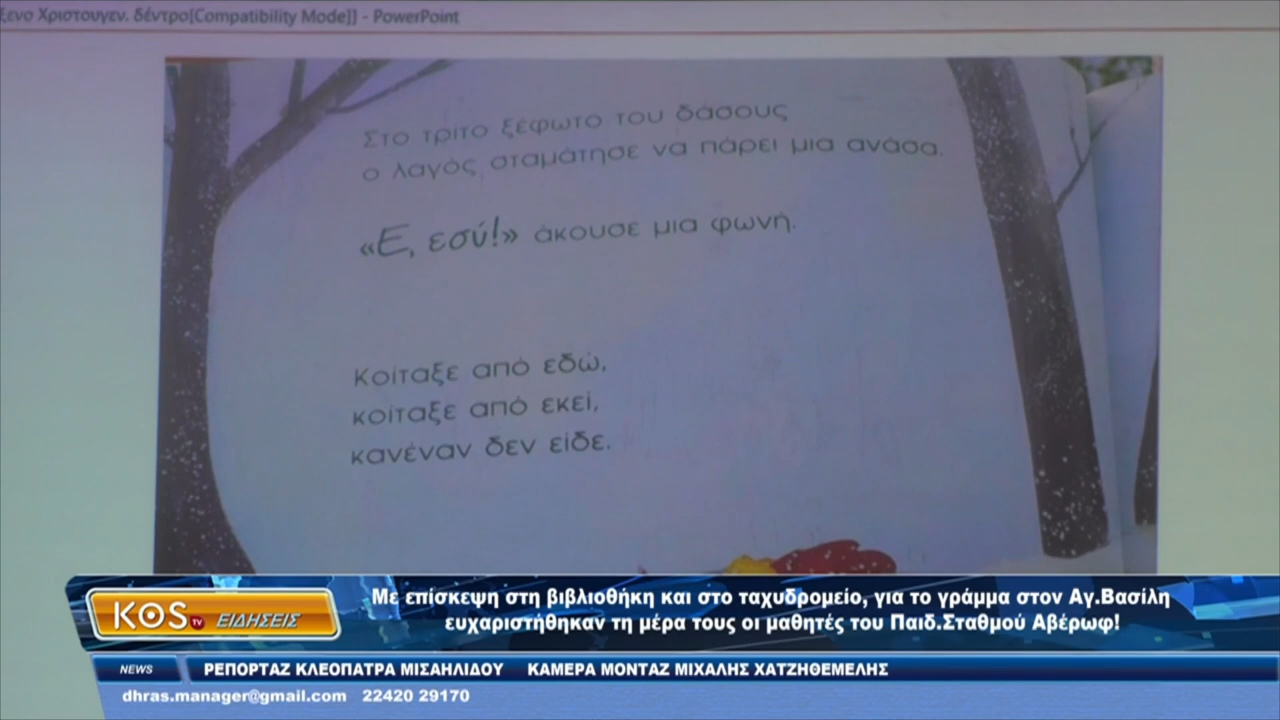 ξενο Χριστουγεν. δέντρο[Compatibility Mode]] - PowerPoint
Στο τρίτο ξέφωτο του δάσους
ο λαγός σταμάτησε να πάρει μια ανάσα.
«Ε, εσύ!» άκουσε μια φωνή.
Κοίταξε από εδώ,
κοίταξε από εκεί,
κανέναν δεν είδε.
Με επίσκεψη στη βιβλιοθήκη και στο ταχυδρομείο, για το γράμμα στον Αγ.Βασίλη
ευχαριστήθηκαν τη μέρα τους οι μαθητές του Παιδ.Σταθμού Αβέρωφ!
KOS TV ΕΙΔΗΣΕΙΣ
NEWS ΡΕΠΟΡΤΑΖ ΚΛΕΟΠΑΤΡΑ ΜΙΣΑΗΛΙΔΟΥ ΚΑΜΕΡΑ ΜΟΝΤΑΖ ΜΙΧΑΛΗΣ ΧΑΤΖΗΘΕΜΕΛΗΣ
dhras.manager@gmail.com 22420 29170